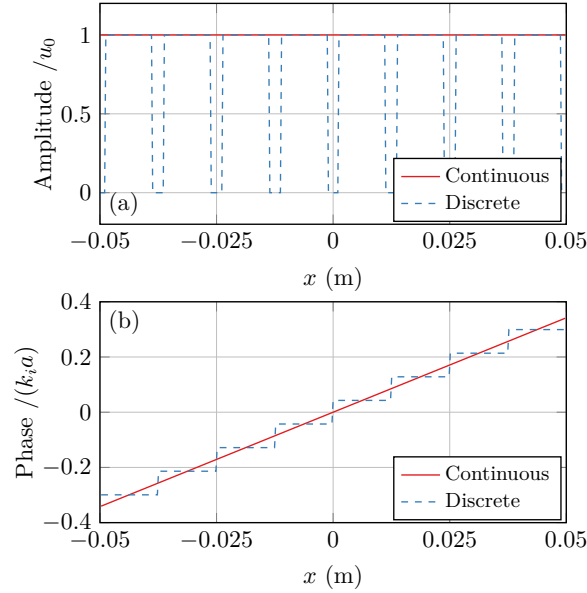 Amplitude /u₀
1
0.5
0
(a)
Continuous
Discrete
−0.05
−0.025
0
0.025
0.05
x (m)
Phase /(kᵢa)
0.4
0.2
0
−0.2
−0.4
(b)
Continuous
Discrete
−0.05
−0.025
0
0.025
0.05
x (m)